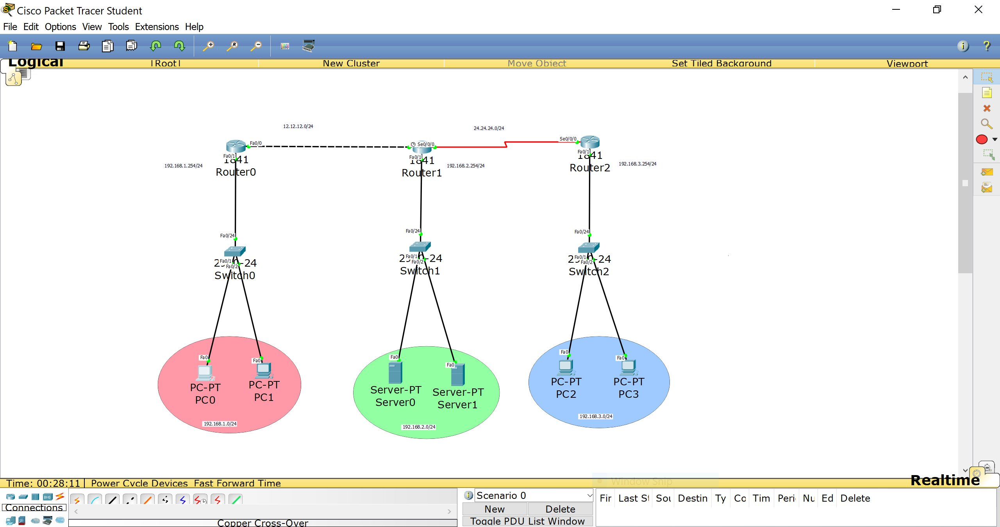 Cisco Packet Tracer Student
File Edit Options View Tools Extensions Help
Logical [Root] New Cluster Move Object Set Tiled Background Viewport
12.12.12.0/24
24.24.24.0/24
Fa0/0
Se0/0/0
Se0/0/0
Fa0/1
1841
Router0
192.168.1.254/24
Fa0/1
1841
Router1
192.168.2.254/24
Fa0/1
1841
Router2
192.168.3.254/24
Fa0/24
Fa0/24
Fa0/24
Fa0/1
Fa0/2
-24
Switch0
Fa0/1
Fa0/2
-24
Switch1
Fa0/1
Fa0/2
-24
Switch2
Fa0
Fa0
PC-PT
PC0
PC-PT
PC1
192.168.1.0/24
Fa0
Fa0
Server-PT
Server0
Server-PT
Server1
192.168.2.0/24
Fa0
Fa0
PC-PT
PC2
PC-PT
PC3
192.168.3.0/24
Window Snip
Time: 00:28:11 Power Cycle Devices Fast Forward Time Realtime
Connections
Copper Cross-Over
Scenario 0
New Delete
Toggle PDU List Window
Fir Last St Sou Destin Ty Co Tim Peri Nu Ed Delete